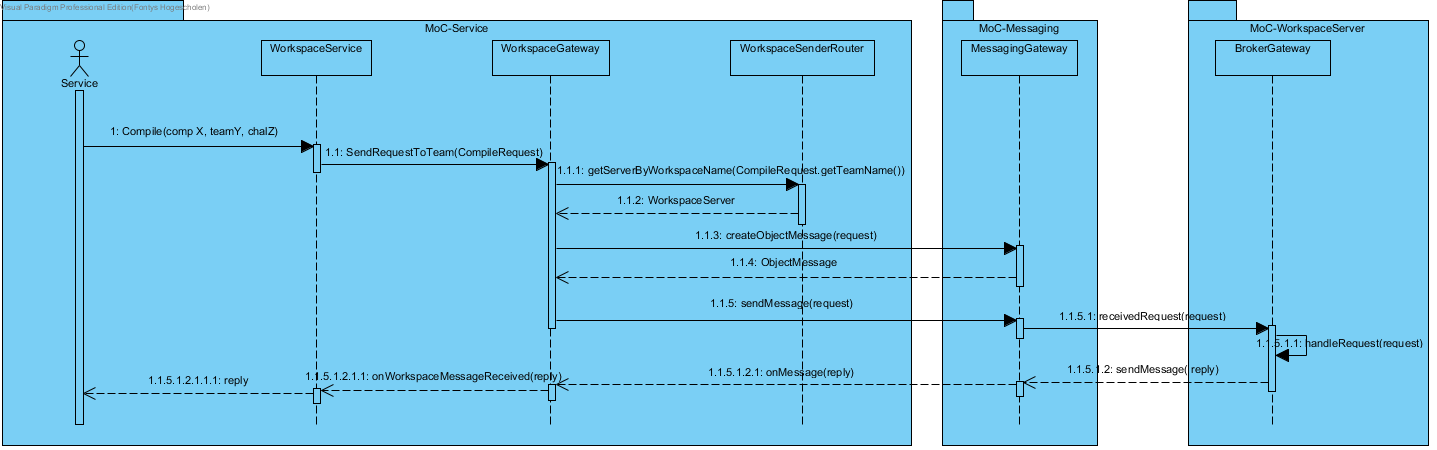 Visual Paradigm Professional Edition(Fontys Hogescholen)
MoC-Service
MoC-Messaging
MoC-WorkspaceServer
WorkspaceService
WorkspaceGateway
WorkspaceSenderRouter
MessagingGateway
BrokerGateway
Service
1: Compile(comp X, teamY, chalZ)
1.1: SendRequestToTeam(CompileRequest)
1.1.1: getServerByWorkspaceName(CompileRequest.getTeamName())
1.1.2: WorkspaceServer
1.1.3: createObjectMessage(request)
1.1.4: ObjectMessage
1.1.5: sendMessage(request)
1.1.5.1: receivedRequest(request)
1.1.5.1.1: handleRequest(request)
1.1.5.1.2: sendMessage( reply)
1.1.5.1.2.1: onMessage(reply)
1.1.5.1.2.1.1: onWorkspaceMessageReceived(reply)
1.1.5.1.2.1.1.1: reply